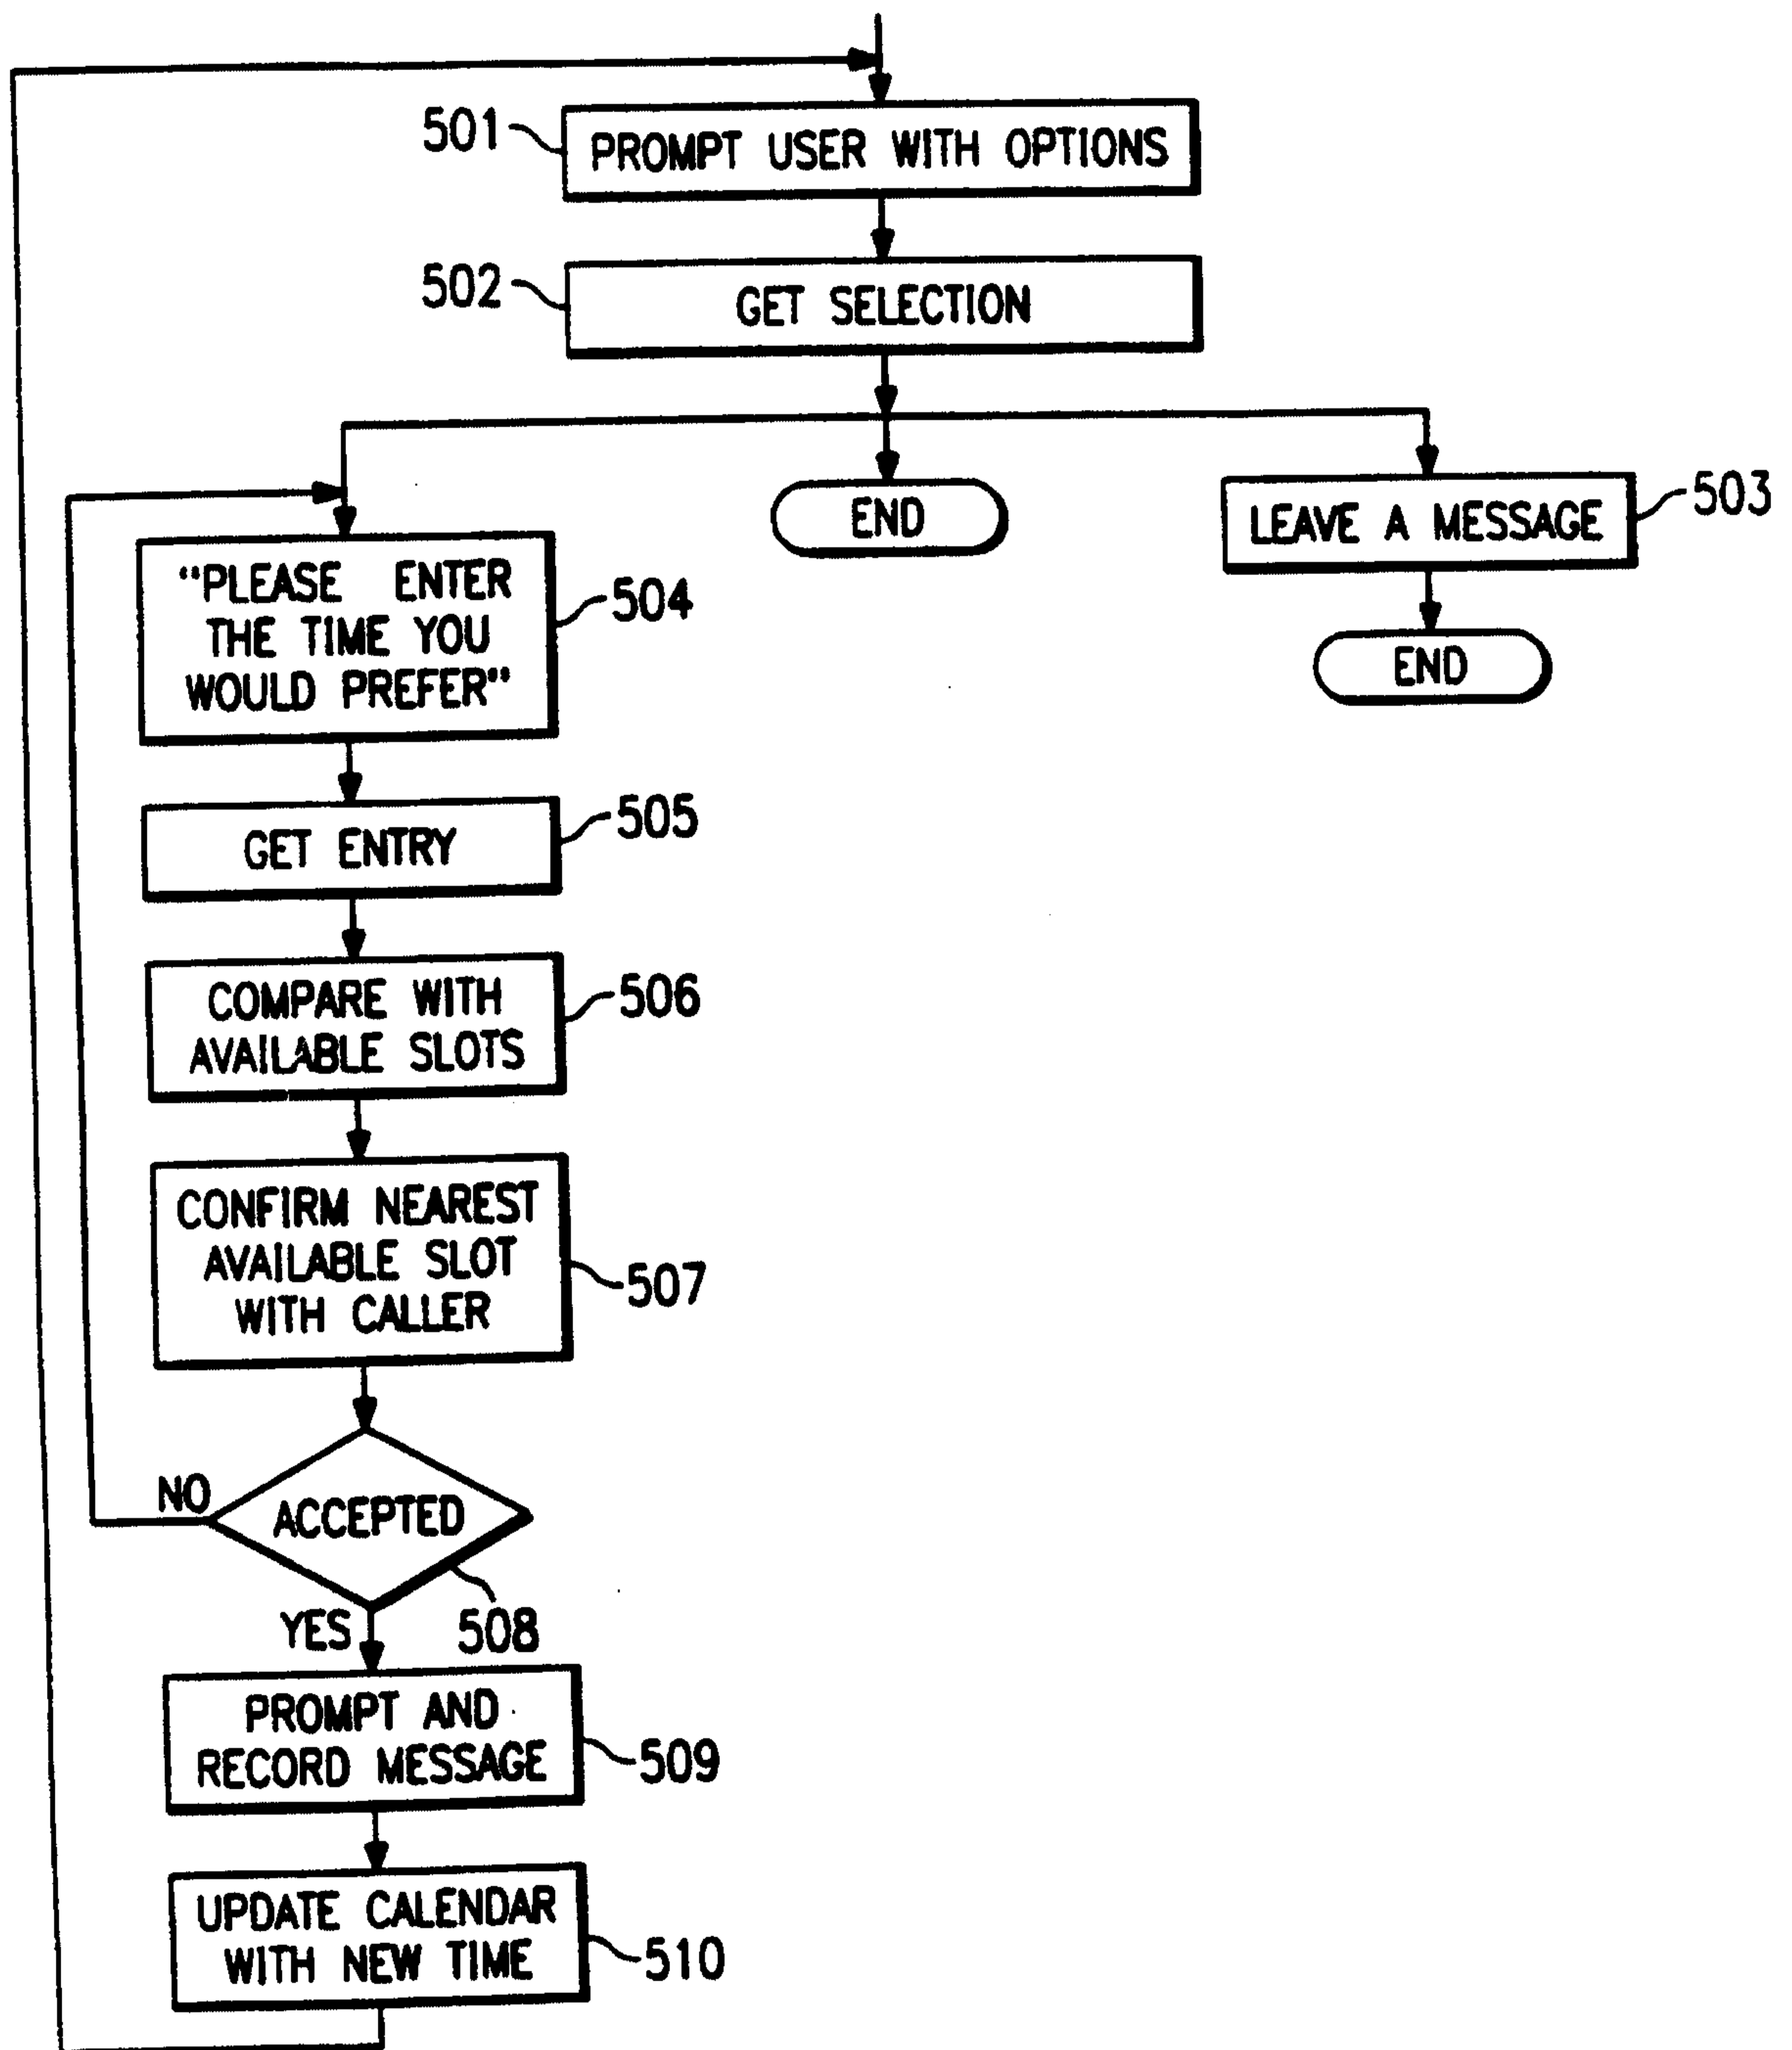 501
PROMPT USER WITH OPTIONS
502
GET SELECTION
END
LEAVE A MESSAGE
503
END
"PLEASE ENTER
THE TIME YOU
WOULD PREFER"
504
GET ENTRY
505
COMPARE WITH
AVAILABLE SLOTS
506
CONFIRM NEAREST
AVAILABLE SLOT
WITH CALLER
507
NO
ACCEPTED
YES
508
PROMPT AND
RECORD MESSAGE
509
UPDATE CALENDAR
WITH NEW TIME
510